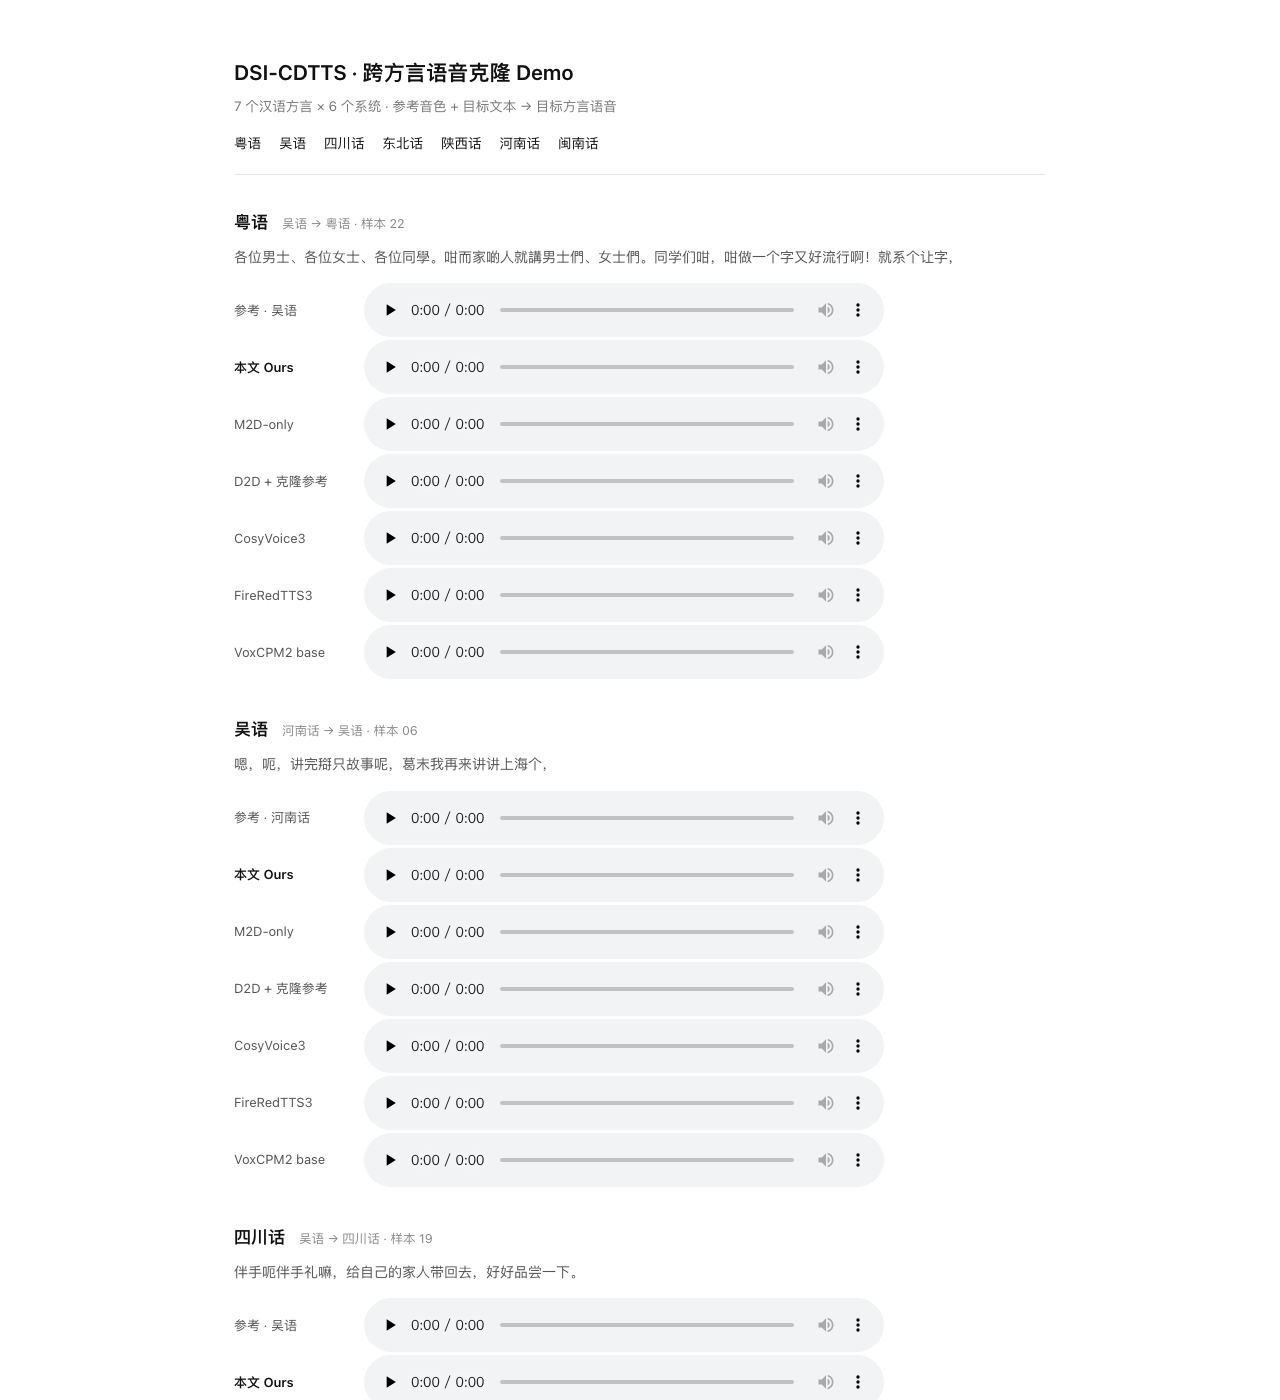 DSI-CDTTS · 跨方言语音克隆 Demo
7 个汉语方言 × 6 个系统 · 参考音色 + 目标文本 → 目标方言语音
粤语 吴语 四川话 东北话 陕西话 河南话 闽南话
粤语 吴语 → 粤语 · 样本 22
各位男士、各位女士、各位同學。咁而家啲人就講男士們、女士們。同学们咁，咁做一个字又好流行啊！就系个让字，
参考 · 吴语 0:00 / 0:00
本文 Ours 0:00 / 0:00
M2D-only 0:00 / 0:00
D2D + 克隆参考 0:00 / 0:00
CosyVoice3 0:00 / 0:00
FireRedTTS3 0:00 / 0:00
VoxCPM2 base 0:00 / 0:00
吴语 河南话 → 吴语 · 样本 06
嗯，呃，讲完搿只故事呢，葛末我再来讲讲上海个，
参考 · 河南话 0:00 / 0:00
本文 Ours 0:00 / 0:00
M2D-only 0:00 / 0:00
D2D + 克隆参考 0:00 / 0:00
CosyVoice3 0:00 / 0:00
FireRedTTS3 0:00 / 0:00
VoxCPM2 base 0:00 / 0:00
四川话 吴语 → 四川话 · 样本 19
伴手呃伴手礼嘛，给自己的家人带回去，好好品尝一下。
参考 · 吴语 0:00 / 0:00
本文 Ours 0:00 / 0:00